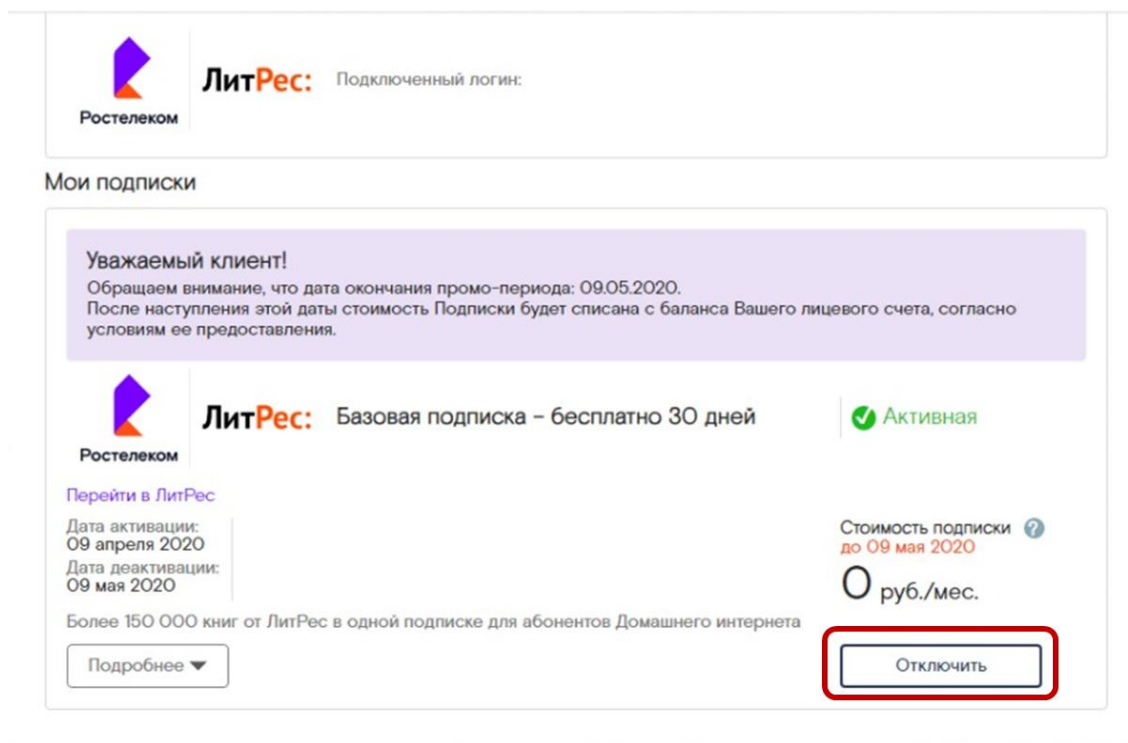 ЛитРес: Подключенный логин:
Ростелеком
Мои подписки
Уважаемый клиент!
Обращаем внимание, что дата окончания промо-периода: 09.05.2020.
После наступления этой даты стоимость Подписки будет списана с баланса Вашего лицевого счета, согласно
условиям ее предоставления.
ЛитРес: Базовая подписка – бесплатно 30 дней Активная
Ростелеком
Перейти в ЛитРес
Дата активации:
09 апреля 2020
Дата деактивации:
09 мая 2020
Стоимость подписки ?
до 09 мая 2020
0 руб./мес.
Более 150 000 книг от ЛитРес в одной подписке для абонентов Домашнего интернета
Подробнее
Отключить